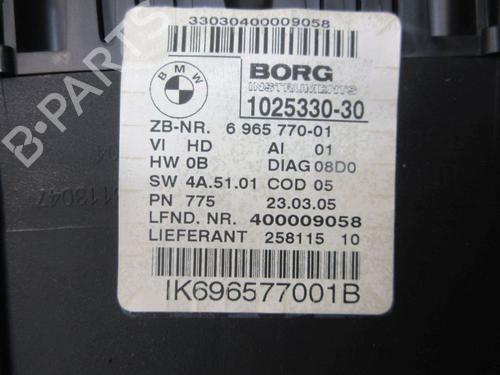 33030400009058
BMW
BORG
INSTRUMENTS
1025330-30
ZB-NR. 6 965 770-01
VI HD AI 01
HW 0B DIAG 08D0
SW 4A.51.01 COD 05
PN 775 23.03.05
LFND. NR. 400009058
LIEFERANT 258115 10
IK696577001B